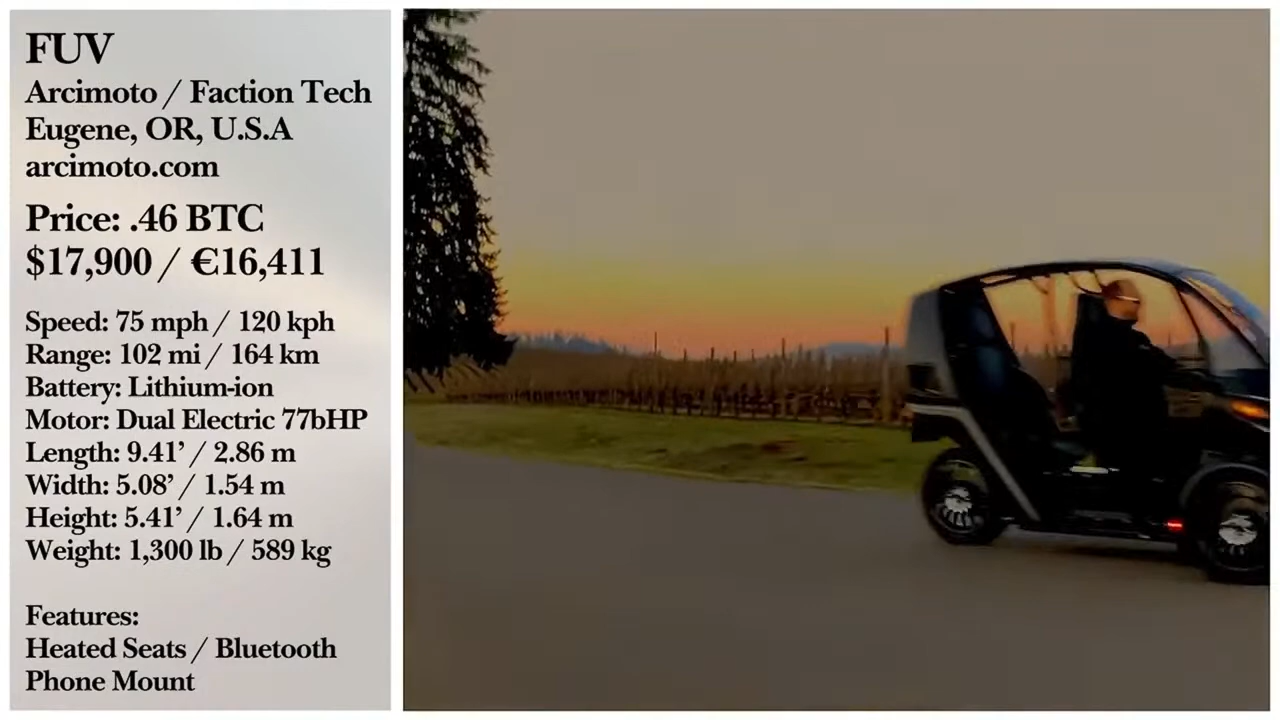 FUV
Arcimoto / Faction Tech
Eugene, OR, U.S.A
arcimoto.com
Price: .46 BTC
$17,900 / €16,411
Speed: 75 mph / 120 kph
Range: 102 mi / 164 km
Battery: Lithium-ion
Motor: Dual Electric 77bHP
Length: 9.41’ / 2.86 m
Width: 5.08’ / 1.54 m
Height: 5.41’ / 1.64 m
Weight: 1,300 lb / 589 kg
Features:
Heated Seats / Bluetooth
Phone Mount